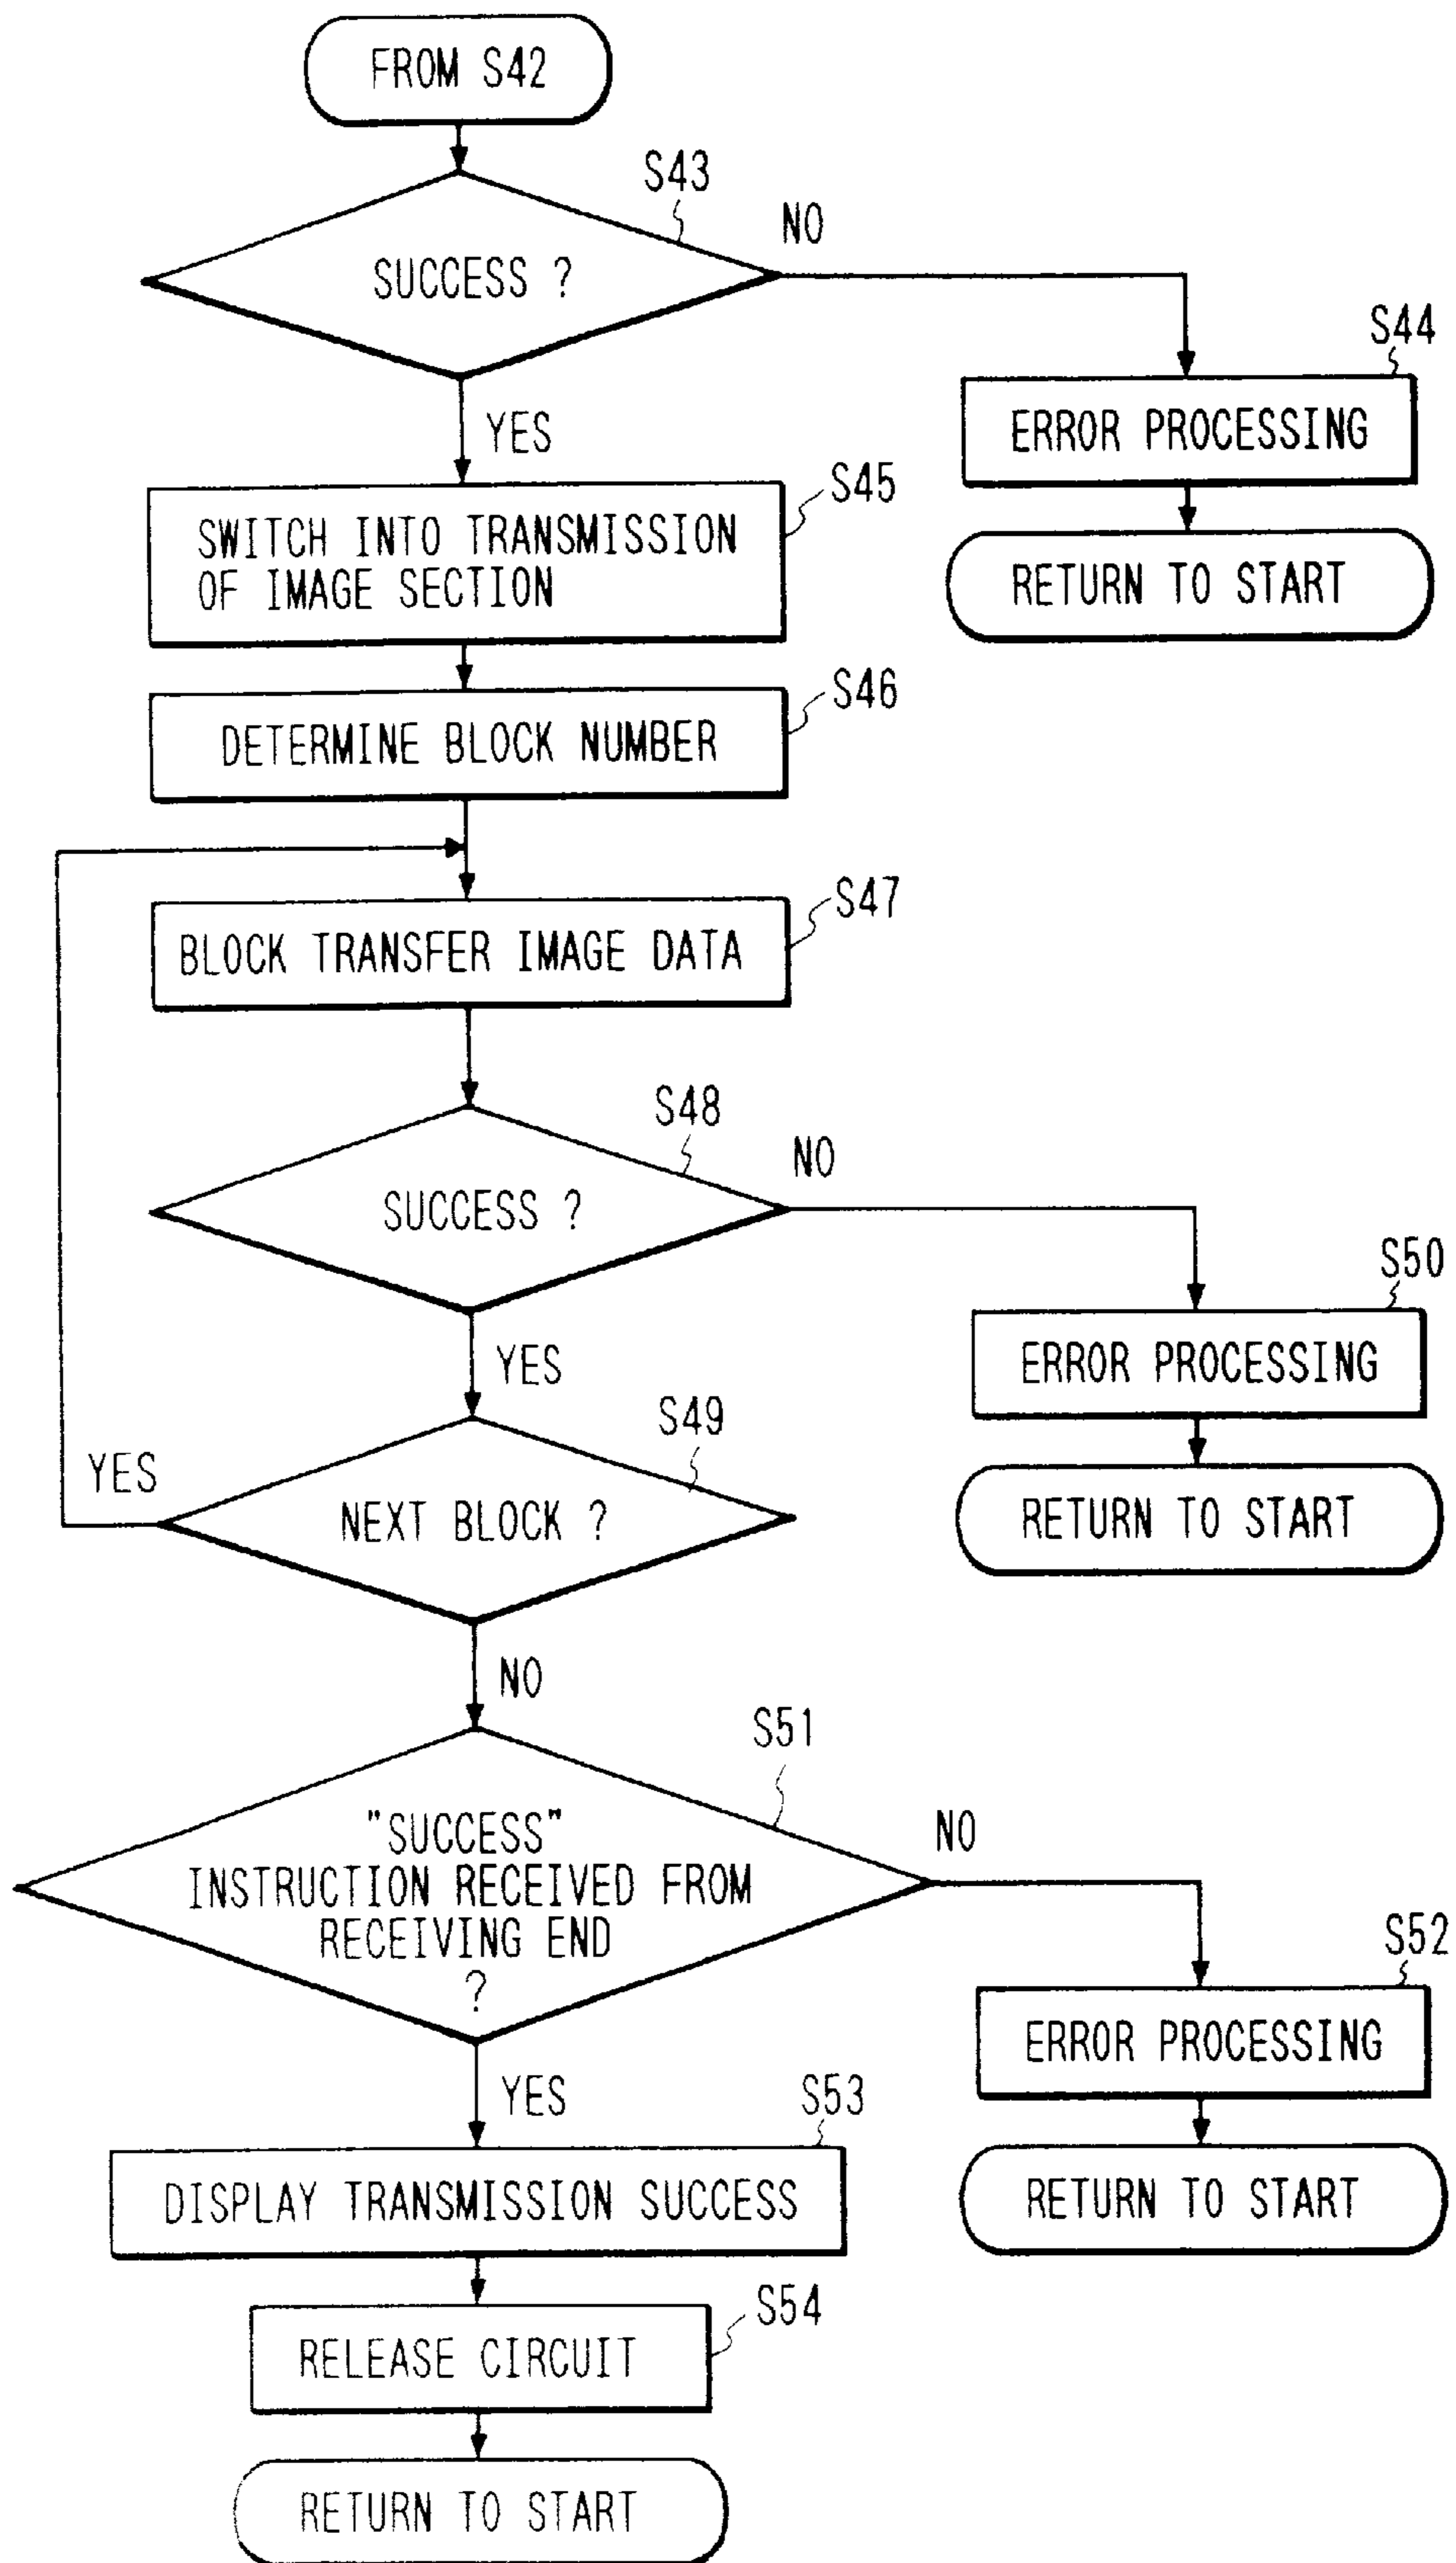 FROM S42
S43
SUCCESS ?
NO
S44
ERROR PROCESSING
RETURN TO START
YES
S45
SWITCH INTO TRANSMISSION
OF IMAGE SECTION
S46
DETERMINE BLOCK NUMBER
S47
BLOCK TRANSFER IMAGE DATA
S48
SUCCESS ?
NO
S50
ERROR PROCESSING
RETURN TO START
YES
S49
NEXT BLOCK ?
YES
NO
S51
"SUCCESS"
INSTRUCTION RECEIVED FROM
RECEIVING END
?
NO
S52
ERROR PROCESSING
RETURN TO START
YES
S53
DISPLAY TRANSMISSION SUCCESS
S54
RELEASE CIRCUIT
RETURN TO START